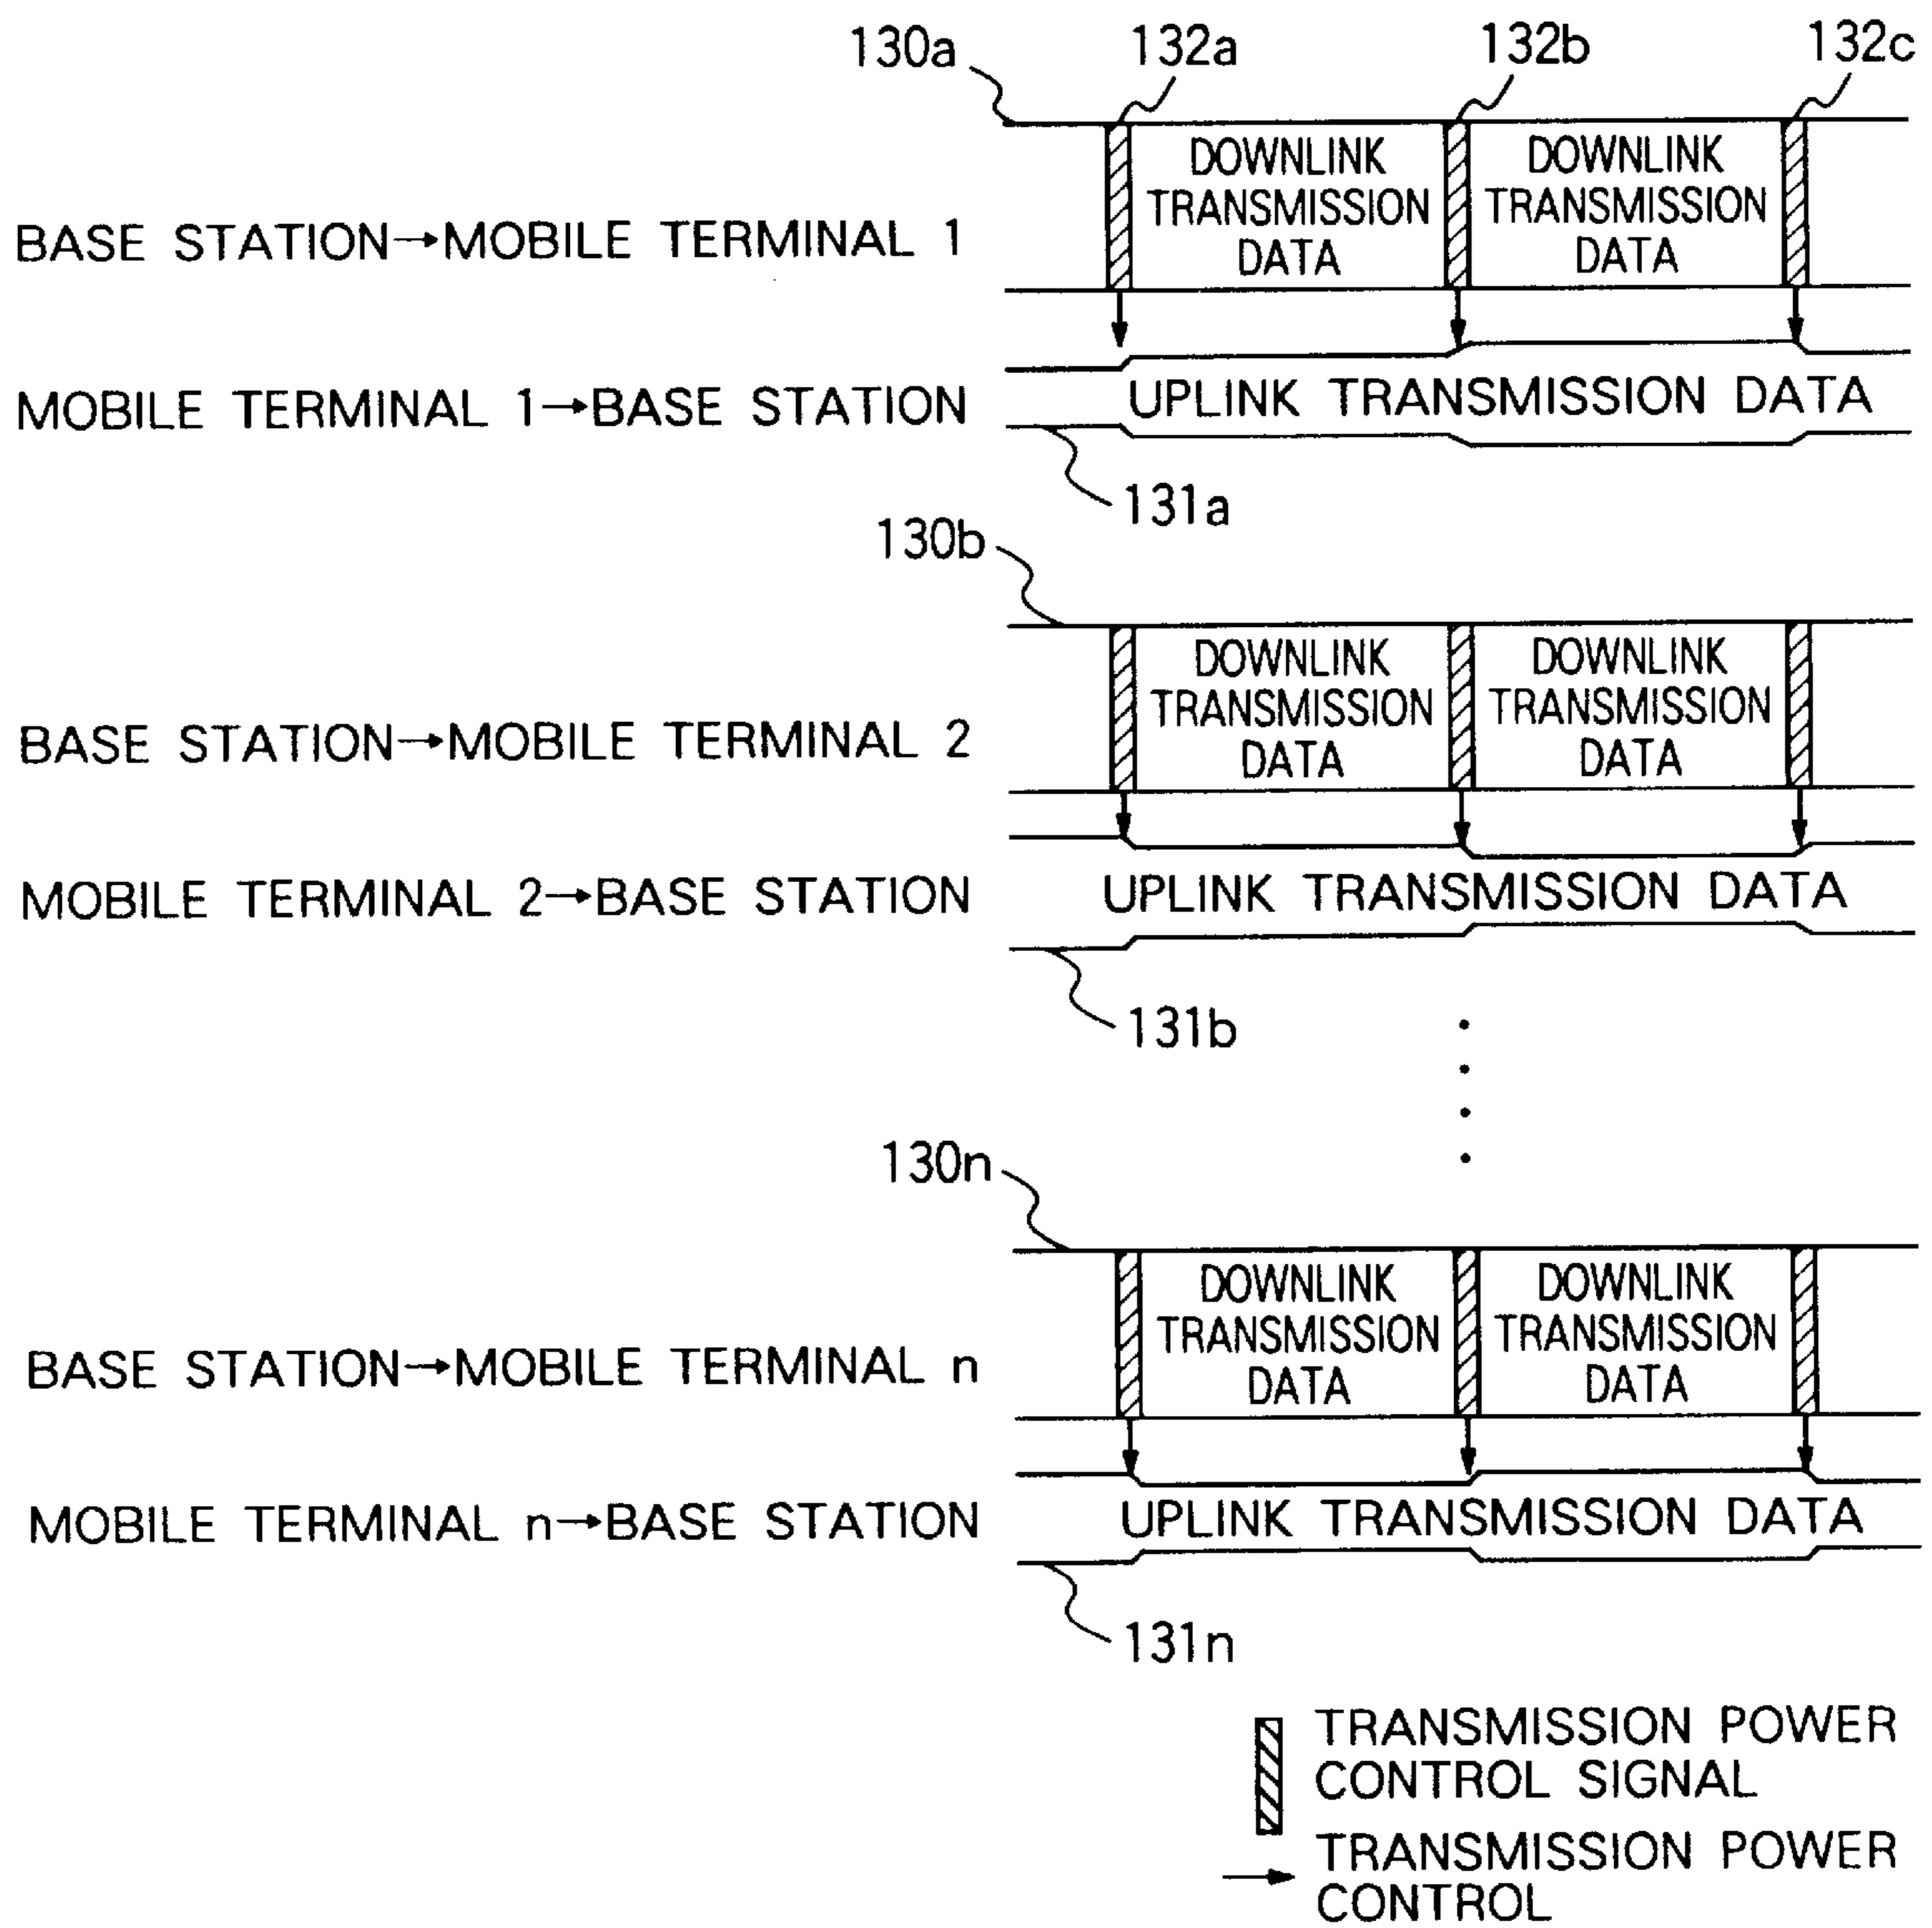 130a 132a 132b 132c
DOWNLINK DOWNLINK
TRANSMISSION TRANSMISSION
DATA DATA
BASE STATION→MOBILE TERMINAL 1
MOBILE TERMINAL 1→BASE STATION UPLINK TRANSMISSION DATA
131a
130b
DOWNLINK DOWNLINK
TRANSMISSION TRANSMISSION
DATA DATA
BASE STATION→MOBILE TERMINAL 2
MOBILE TERMINAL 2→BASE STATION UPLINK TRANSMISSION DATA
131b
130n
DOWNLINK DOWNLINK
TRANSMISSION TRANSMISSION
DATA DATA
BASE STATION→MOBILE TERMINAL n
MOBILE TERMINAL n→BASE STATION UPLINK TRANSMISSION DATA
131n
TRANSMISSION POWER
CONTROL SIGNAL
TRANSMISSION POWER
CONTROL